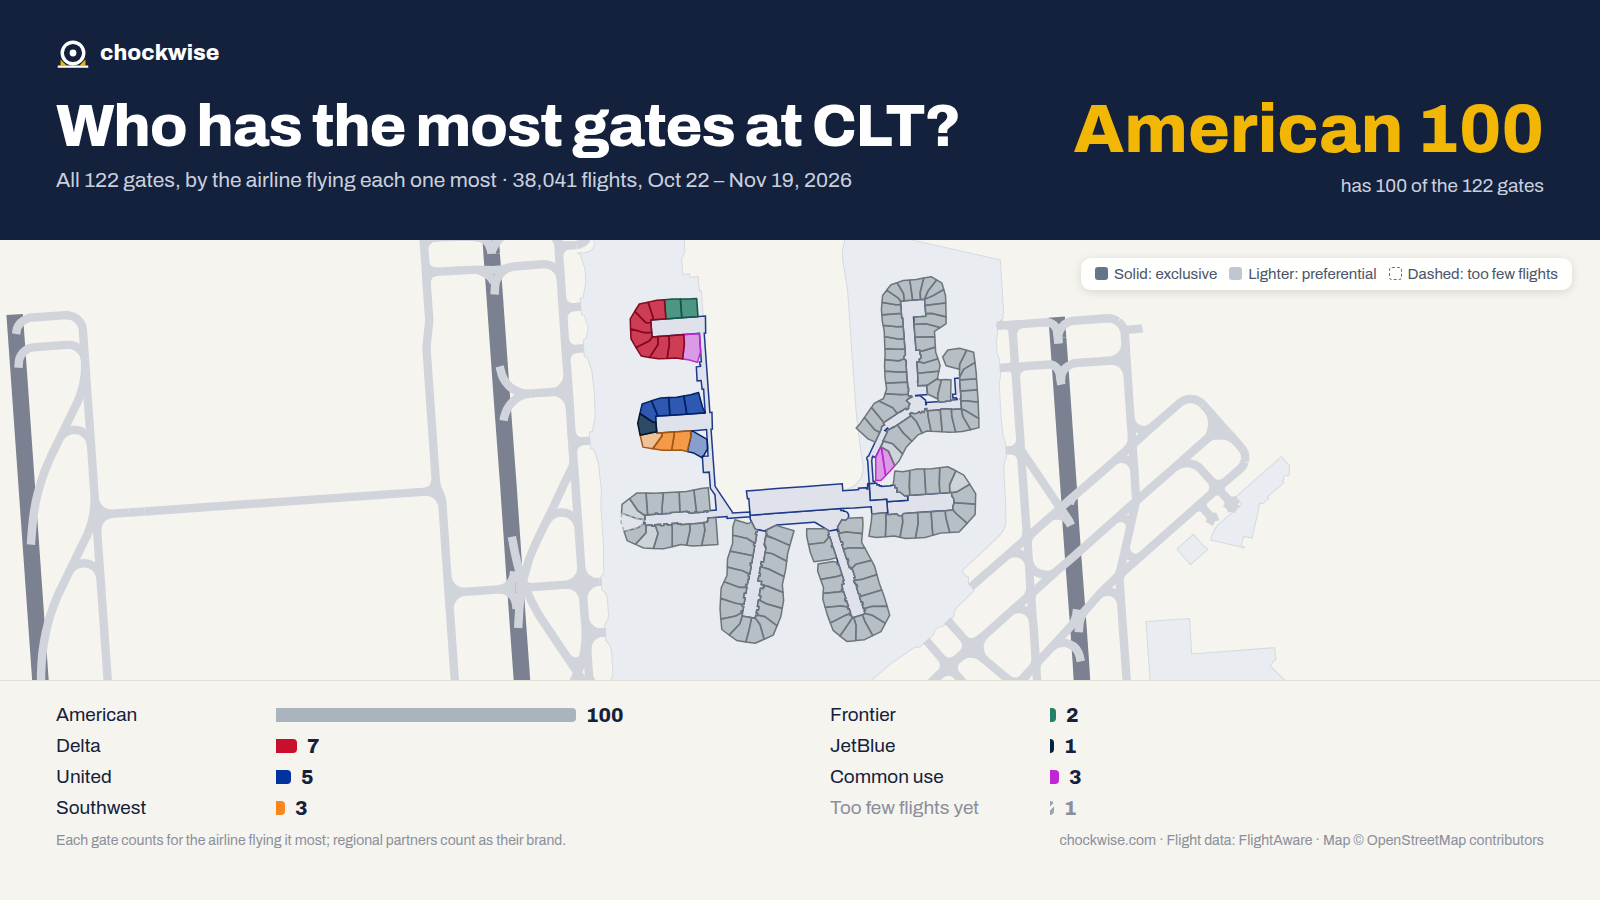 chockwise
Who has the most gates at CLT?
All 122 gates, by the airline flying each one most · 38,041 flights, Oct 22 – Nov 19, 2026
American 100
has 100 of the 122 gates
Solid: exclusive
Lighter: preferential
Dashed: too few flights
American 100
Delta 7
United 5
Southwest 3
Frontier 2
JetBlue 1
Common use 3
Too few flights yet 1
Each gate counts for the airline flying it most; regional partners count as their brand.
chockwise.com · Flight data: FlightAware · Map © OpenStreetMap contributors